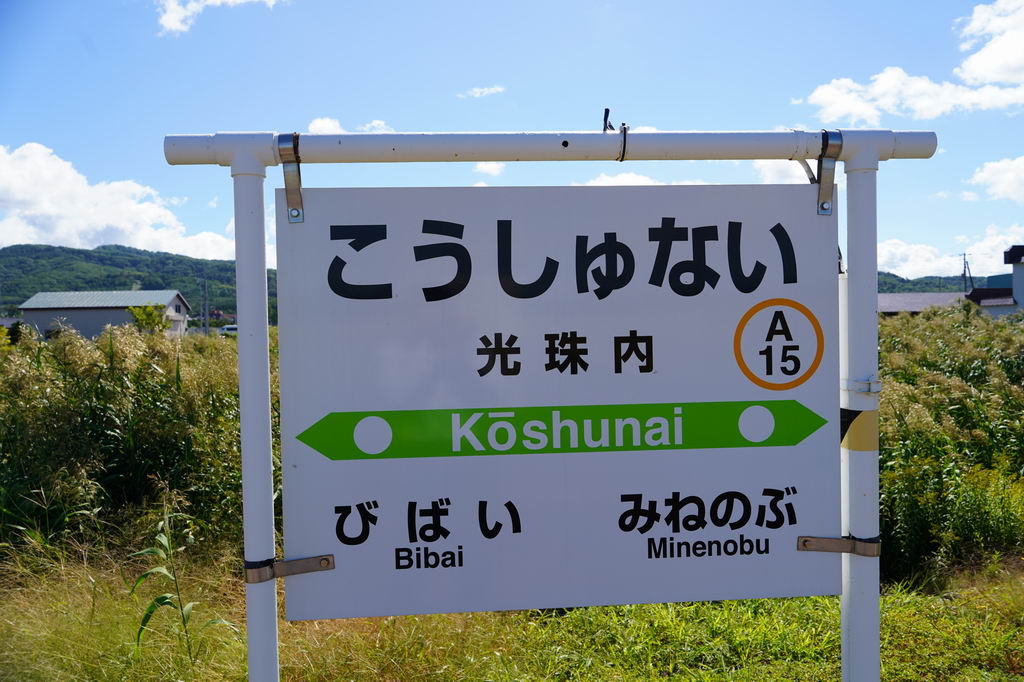 こうしゅない
光珠内
A
15
Kōshunai
びばい
Bibai
みねのぶ
Minenobu